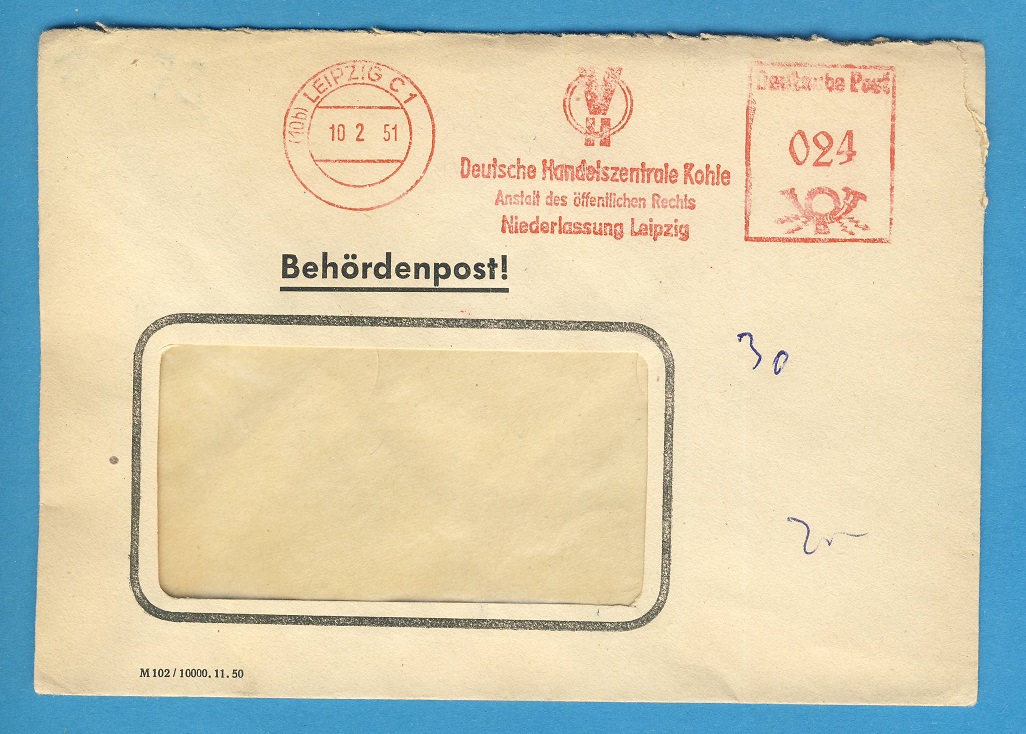 (10b) LEIPZIG C1
10 2 51
VH
Deutsche Handelszentrale Kohle
Anstalt des öffentlichen Rechts
Niederlassung Leipzig
Deutsche Post
024
Behördenpost!
30
M 102 / 10000. 11. 50